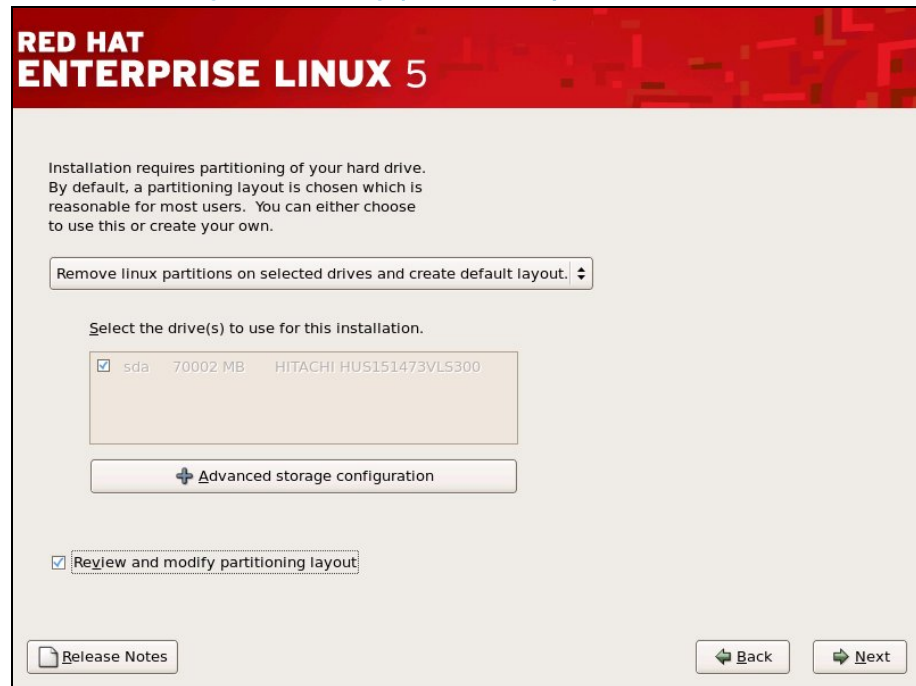 RED HAT
ENTERPRISE LINUX 5
Installation requires partitioning of your hard drive.
By default, a partitioning layout is chosen which is
reasonable for most users.  You can either choose
to use this or create your own.
Remove linux partitions on selected drives and create default layout.
Select the drive(s) to use for this installation.
sda 70002 MB HITACHI HUS151473VLS300
Advanced storage configuration
Review and modify partitioning layout
Release Notes
Back
Next